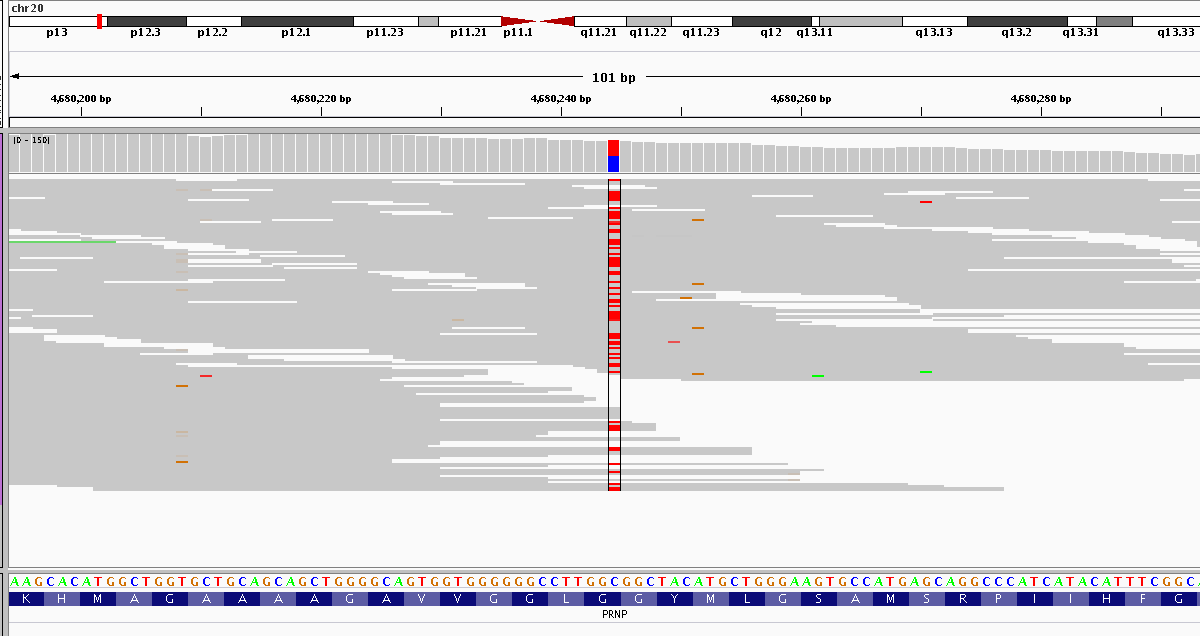 chr20
p13 p12.3 p12.2 p12.1 p11.23 p11.21 p11.1 q11.21 q11.22 q11.23 q12 q13.11 q13.13 q13.2 q13.31 q13.33
101 bp
4,680,200 bp 4,680,220 bp 4,680,240 bp 4,680,260 bp 4,680,280 bp
[0 - 150]
AAGCACATGGCTGGTGCTGCAGCAGCTGGGGCAGTGGTGGGGGGCCTTGGCGGCTACATGCTGGGAAGTGCCATGAGCAGGCCCATCATACATTTCGGC
K H M A G A A A A G A V V G G L G G Y M L G S A M S R P I I H F G
PRNP